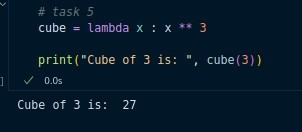 # task 5
cube = lambda x : x ** 3
print("Cube of 3 is: ", cube(3))
] ✓ 0.0s
Cube of 3 is:  27